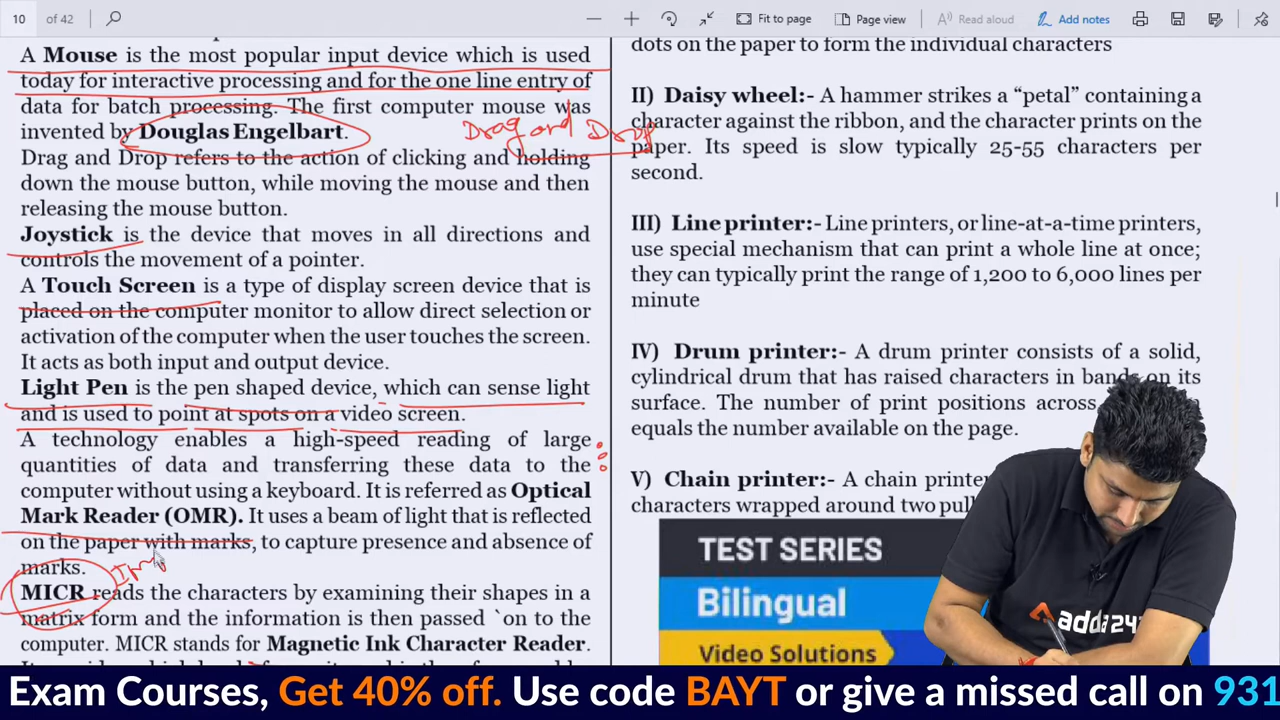 10 of 42
Fit to page
Page view
Read aloud
Add notes
A Mouse is the most popular input device which is used
today for interactive processing and for the one line entry of
data for batch processing. The first computer mouse was
invented by Douglas Engelbart.
Drag and Drop
Drag and Drop refers to the action of clicking and holding
down the mouse button, while moving the mouse and then
releasing the mouse button.
Joystick is the device that moves in all directions and
controls the movement of a pointer.
A Touch Screen is a type of display screen device that is
placed on the computer monitor to allow direct selection or
activation of the computer when the user touches the screen.
It acts as both input and output device.
Light Pen is the pen shaped device, which can sense light
and is used to point at spots on a video screen.
A technology enables a high-speed reading of large
quantities of data and transferring these data to the
computer without using a keyboard. It is referred as Optical
Mark Reader (OMR). It uses a beam of light that is reflected
on the paper with marks, to capture presence and absence of
marks.
Imp
MICR reads the characters by examining their shapes in a
matrix form and the information is then passed `on to the
computer. MICR stands for Magnetic Ink Character Reader.
dots on the paper to form the individual characters
II) Daisy wheel:- A hammer strikes a “petal” containing a
character against the ribbon, and the character prints on the
paper. Its speed is slow typically 25-55 characters per
second.
III) Line printer:- Line printers, or line-at-a-time printers,
use special mechanism that can print a whole line at once;
they can typically print the range of 1,200 to 6,000 lines per
minute
IV) Drum printer:- A drum printer consists of a solid,
cylindrical drum that has raised characters in bands on its
surface. The number of print positions across
equals the number available on the page.
V) Chain printer:- A chain printe
characters wrapped around two pull
TEST SERIES
Bilingual
Video Solutions
adda 24
Exam Courses, Get 40% off. Use code BAYT or give a missed call on 931